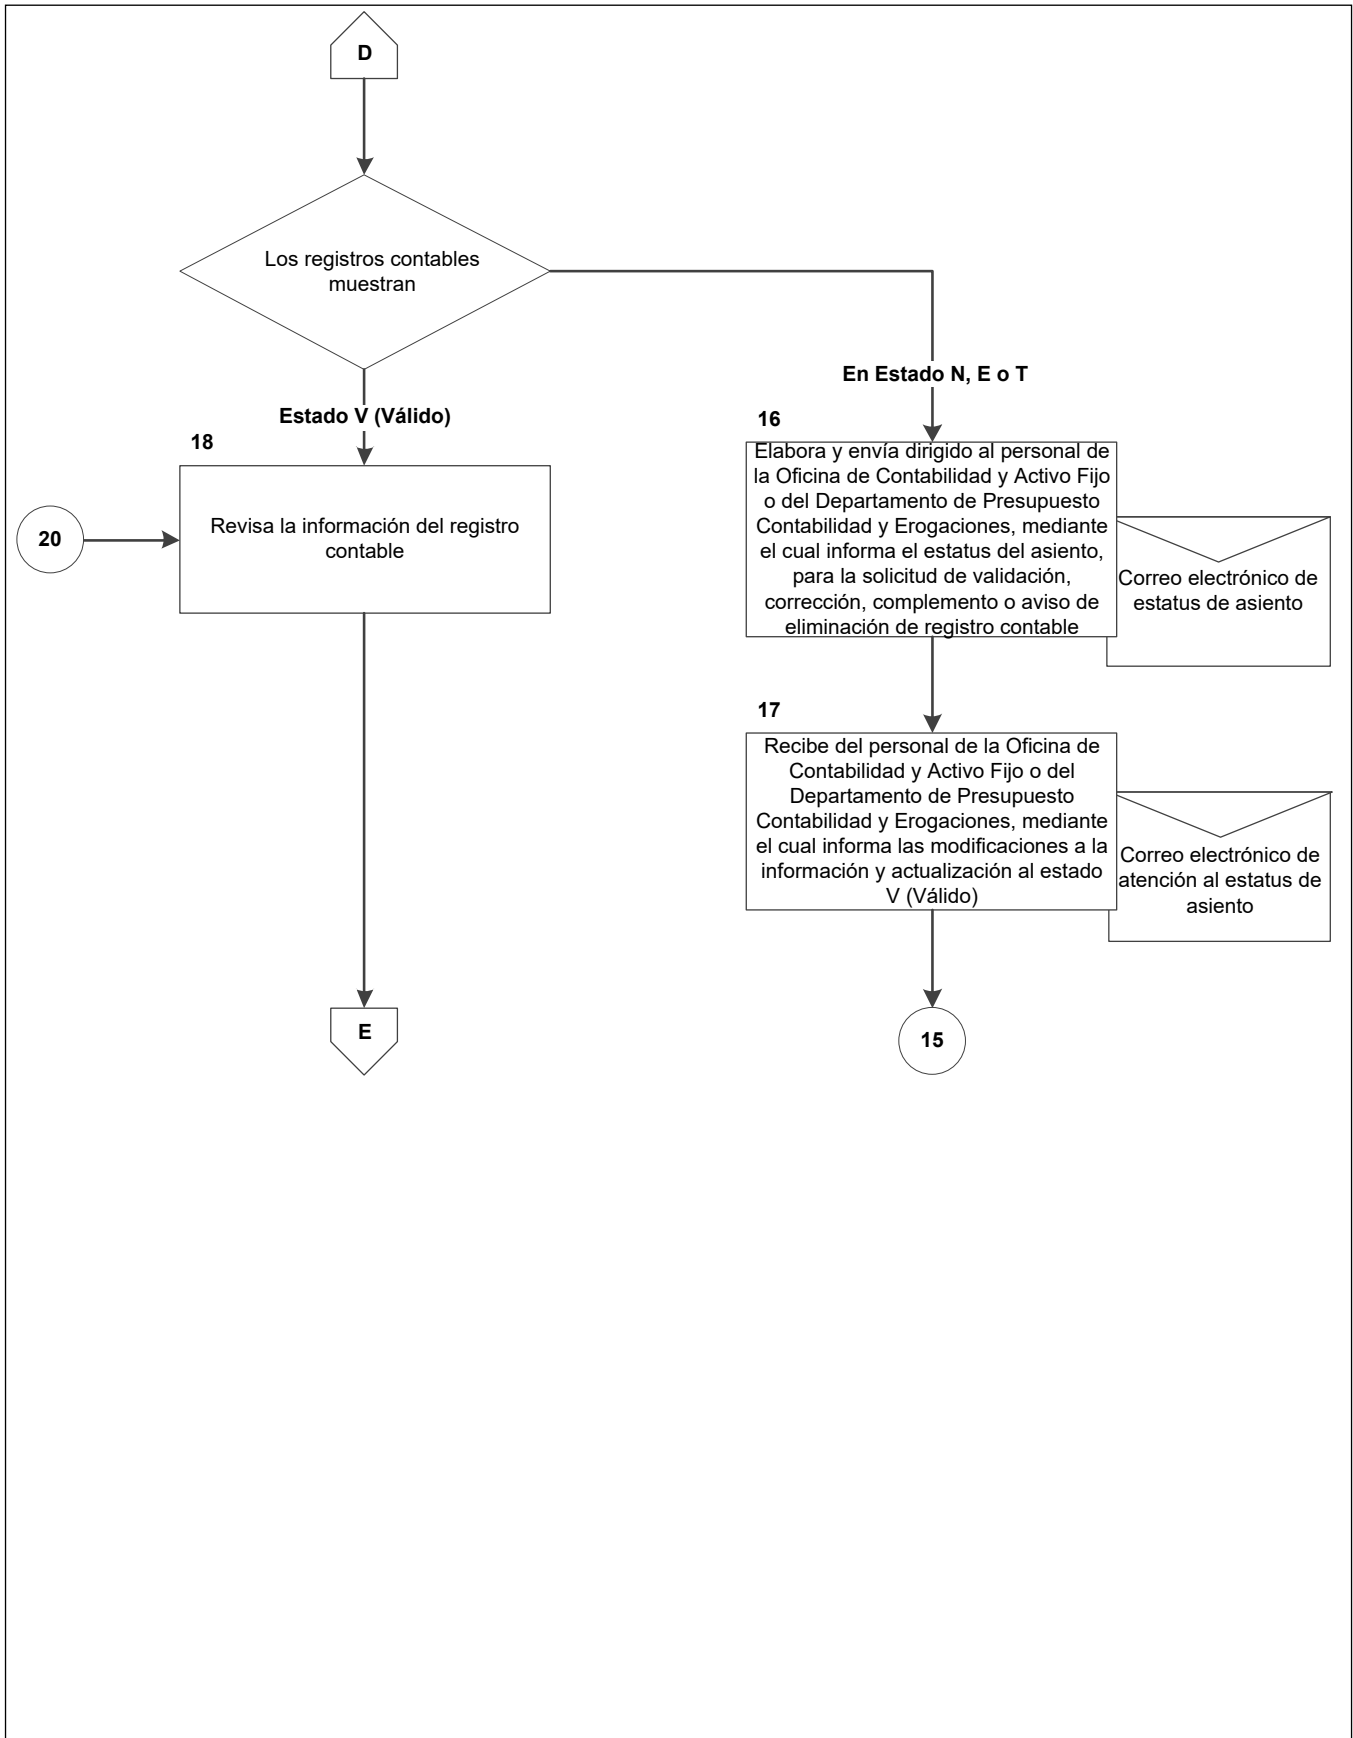 D
Los registros contables
muestran
En Estado N, E o T
Estado V (Válido)
18
20
Revisa la información del registro
contable
16
Elabora y envía dirigido al personal de
la Oficina de Contabilidad y Activo Fijo
o del Departamento de Presupuesto
Contabilidad y Erogaciones, mediante
el cual informa el estatus del asiento,
para la solicitud de validación,
corrección, complemento o aviso de
eliminación de registro contable
Correo electrónico de
estatus de asiento
17
Recibe del personal de la Oficina de
Contabilidad y Activo Fijo o del
Departamento de Presupuesto
Contabilidad y Erogaciones, mediante
el cual informa las modificaciones a la
información y actualización al estado
V (Válido)
Correo electrónico de
atención al estatus de
asiento
E
15